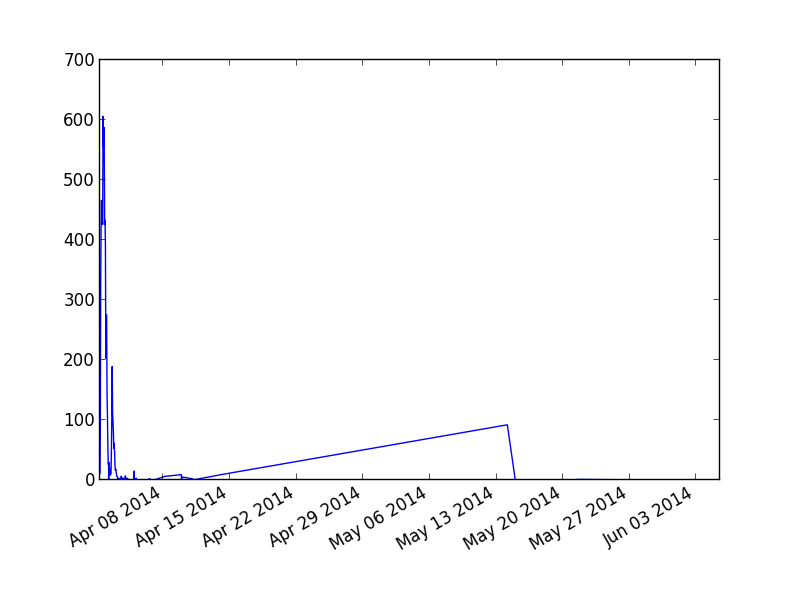 700
600
500
400
300
200
100
0
Apr 08 2014
Apr 15 2014
Apr 22 2014
Apr 29 2014
May 06 2014
May 13 2014
May 20 2014
May 27 2014
Jun 03 2014